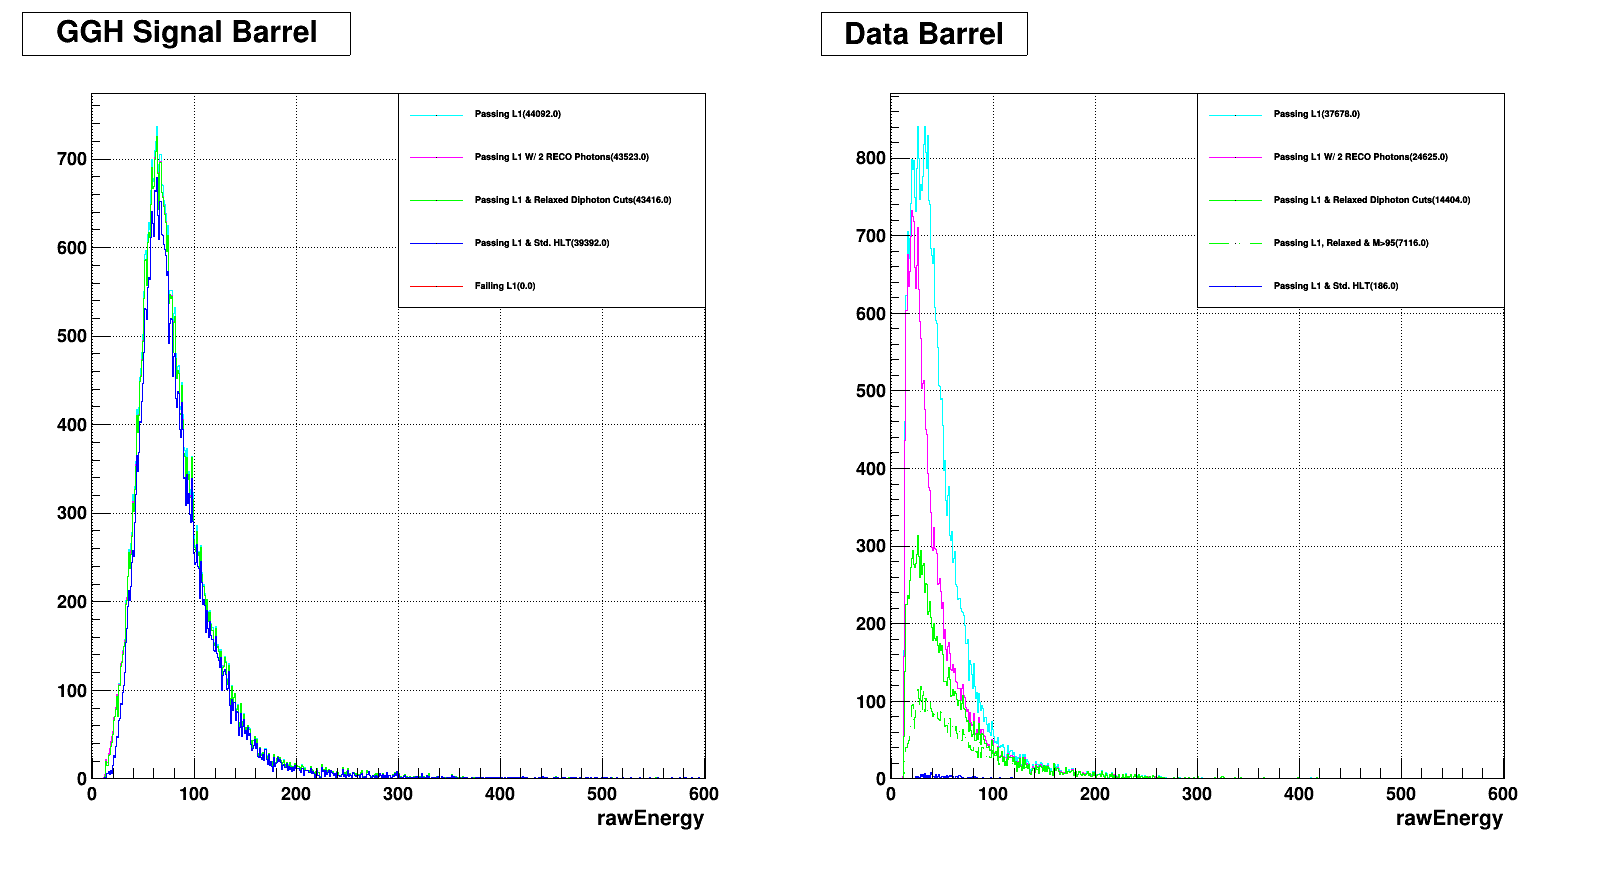 GGH Signal Barrel
Passing L1(44092.0)
Passing L1 W/ 2 RECO Photons(43523.0)
Passing L1 & Relaxed Diphoton Cuts(43416.0)
Passing L1 & Std. HLT(39392.0)
Failing L1(0.0)
700
600
500
400
300
200
100
0
0 100 200 300 400 500 600
rawEnergy
Data Barrel
Passing L1(37678.0)
Passing L1 W/ 2 RECO Photons(24625.0)
Passing L1 & Relaxed Diphoton Cuts(14404.0)
Passing L1, Relaxed & M>95(7116.0)
Passing L1 & Std. HLT(186.0)
800
700
600
500
400
300
200
100
0
0 100 200 300 400 500 600
rawEnergy